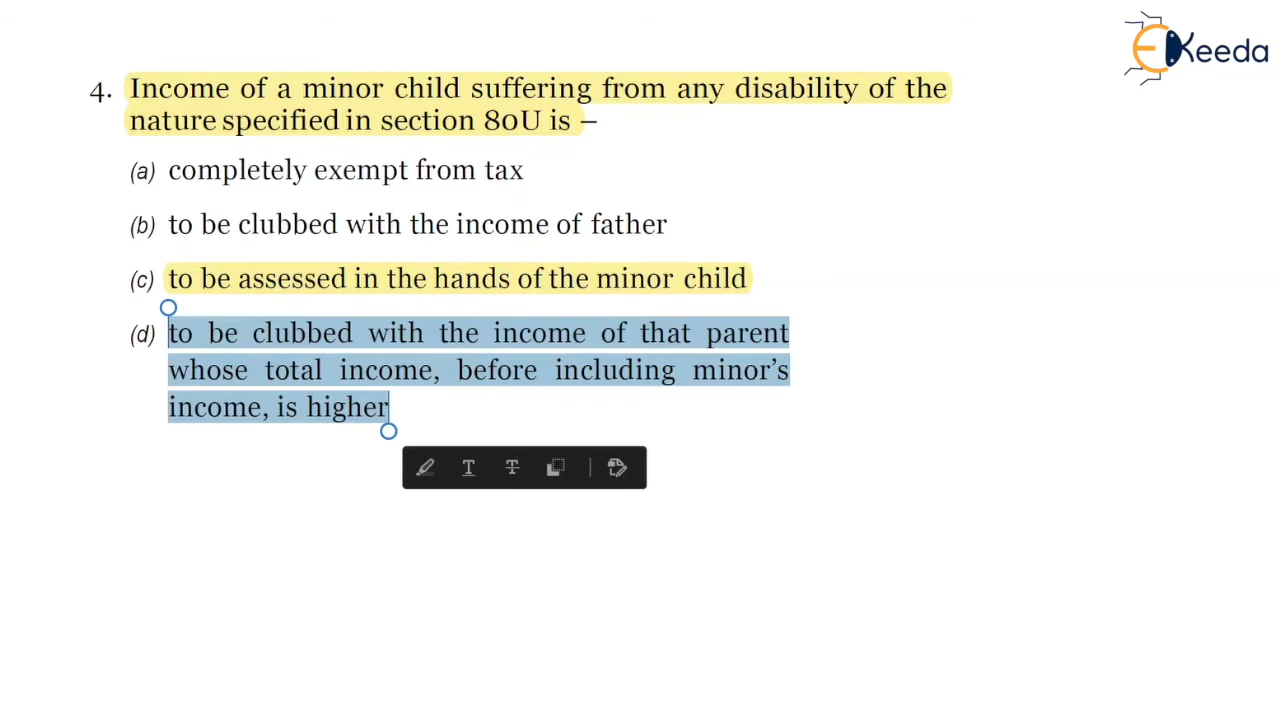 EKeeda
4. Income of a minor child suffering from any disability of the
nature specified in section 80U is –
(a) completely exempt from tax
(b) to be clubbed with the income of father
(c) to be assessed in the hands of the minor child
(d) to be clubbed with the income of that parent
whose total income, before including minor’s
income, is higher
T T